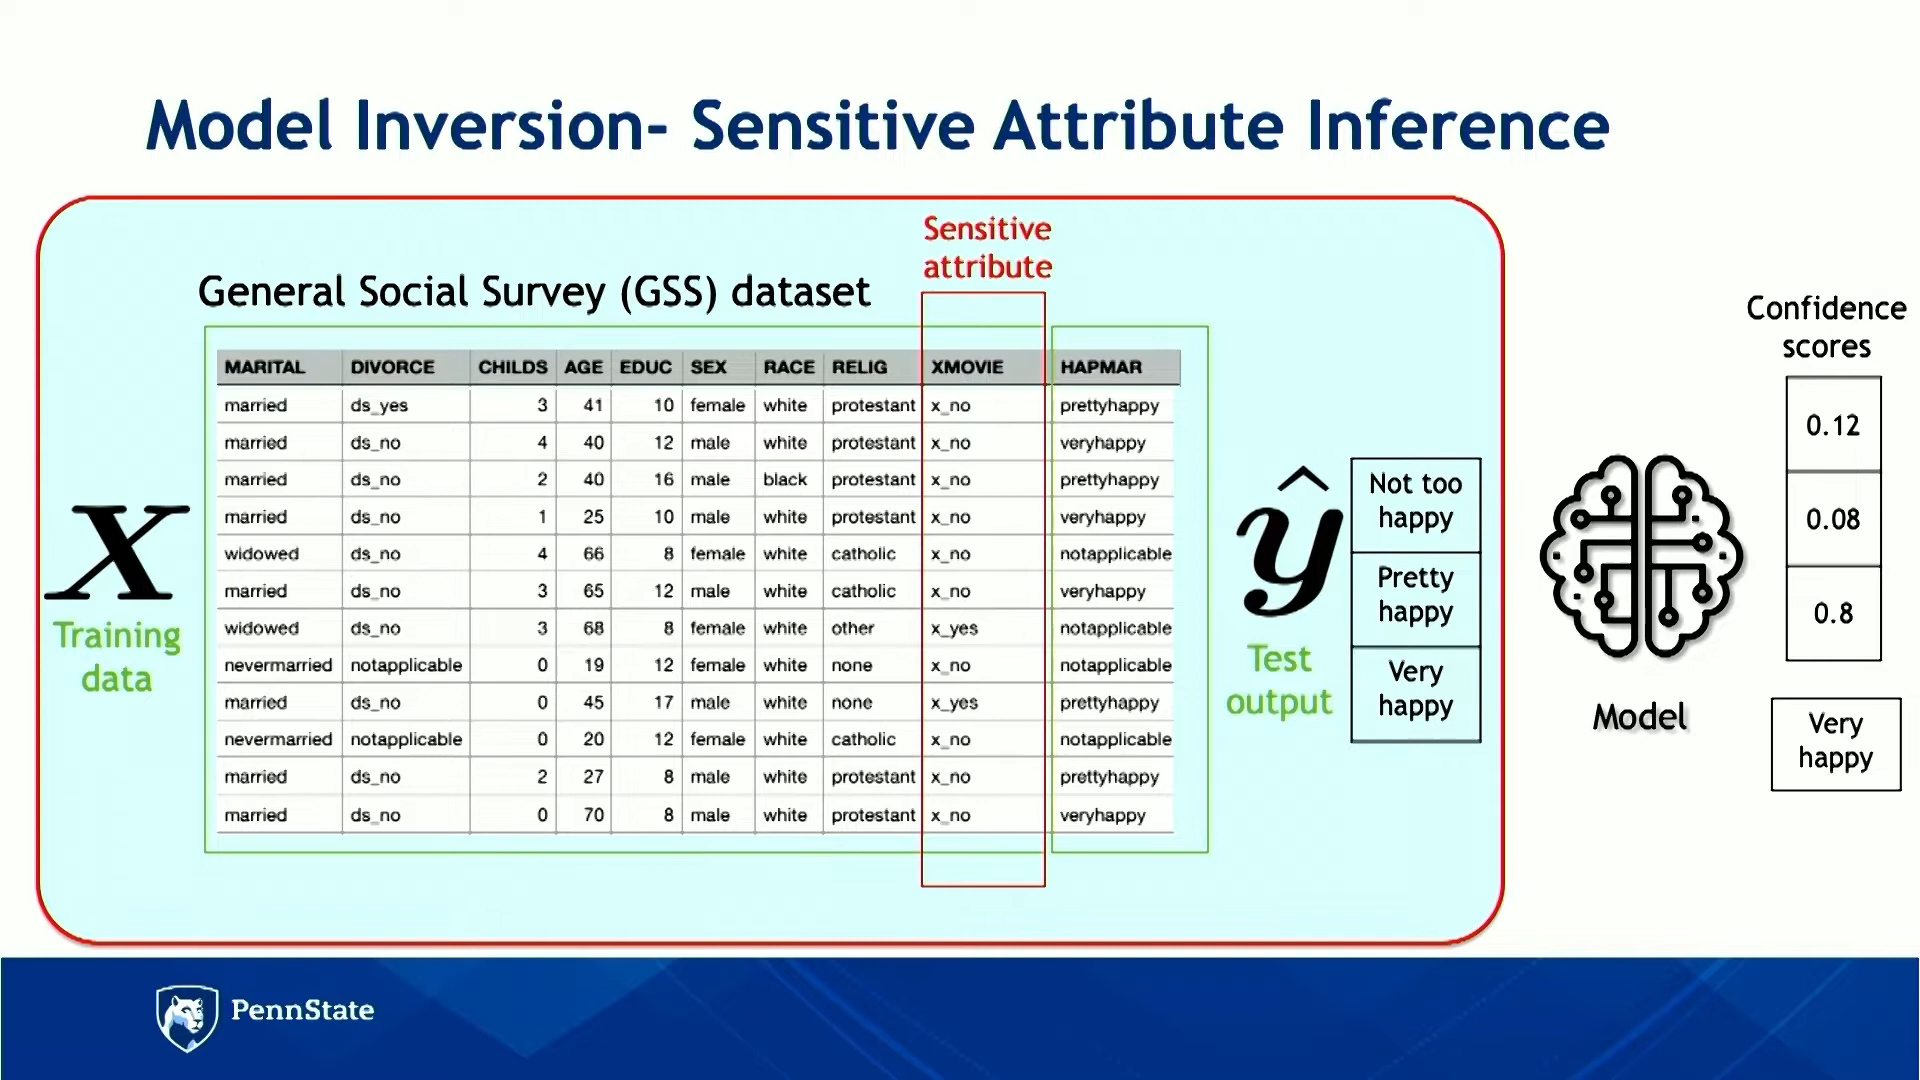 Model Inversion- Sensitive Attribute Inference
Sensitive
attribute
General Social Survey (GSS) dataset
MARITAL DIVORCE CHILDS AGE EDUC SEX RACE RELIG XMOVIE HAPMAR
married ds_yes 3 41 10 female white protestant x_no prettyhappy
married ds_no 4 40 12 male white protestant x_no veryhappy
married ds_no 2 40 16 male black protestant x_no prettyhappy
married ds_no 1 25 10 male white protestant x_no veryhappy
widowed ds_no 4 66 8 female white catholic x_no notapplicable
married ds_no 3 65 12 male white catholic x_no veryhappy
widowed ds_no 3 68 8 female white other x_yes notapplicable
nevermarried notapplicable 0 19 12 female white none x_no notapplicable
married ds_no 0 45 17 male white none x_yes prettyhappy
nevermarried notapplicable 0 20 12 female white catholic x_no notapplicable
married ds_no 2 27 8 male white protestant x_no prettyhappy
married ds_no 0 70 8 male white protestant x_no veryhappy
x
Training
data
ŷ
Test
output
Not too
happy
Pretty
happy
Very
happy
Model
Confidence
scores
0.12
0.08
0.8
Very
happy
PennState